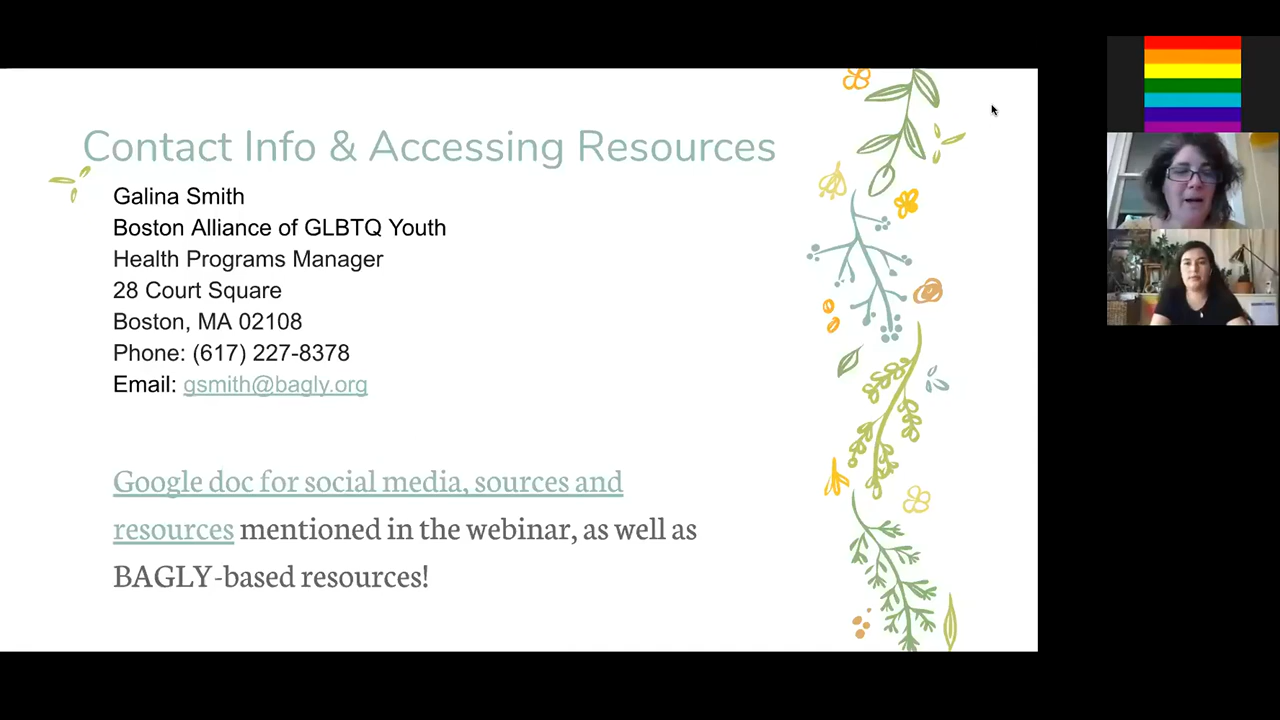 Contact Info & Accessing Resources
Galina Smith
Boston Alliance of GLBTQ Youth
Health Programs Manager
28 Court Square
Boston, MA 02108
Phone: (617) 227-8378
Email: gsmith@bagly.org
Google doc for social media, sources and
resources mentioned in the webinar, as well as
BAGLY-based resources!